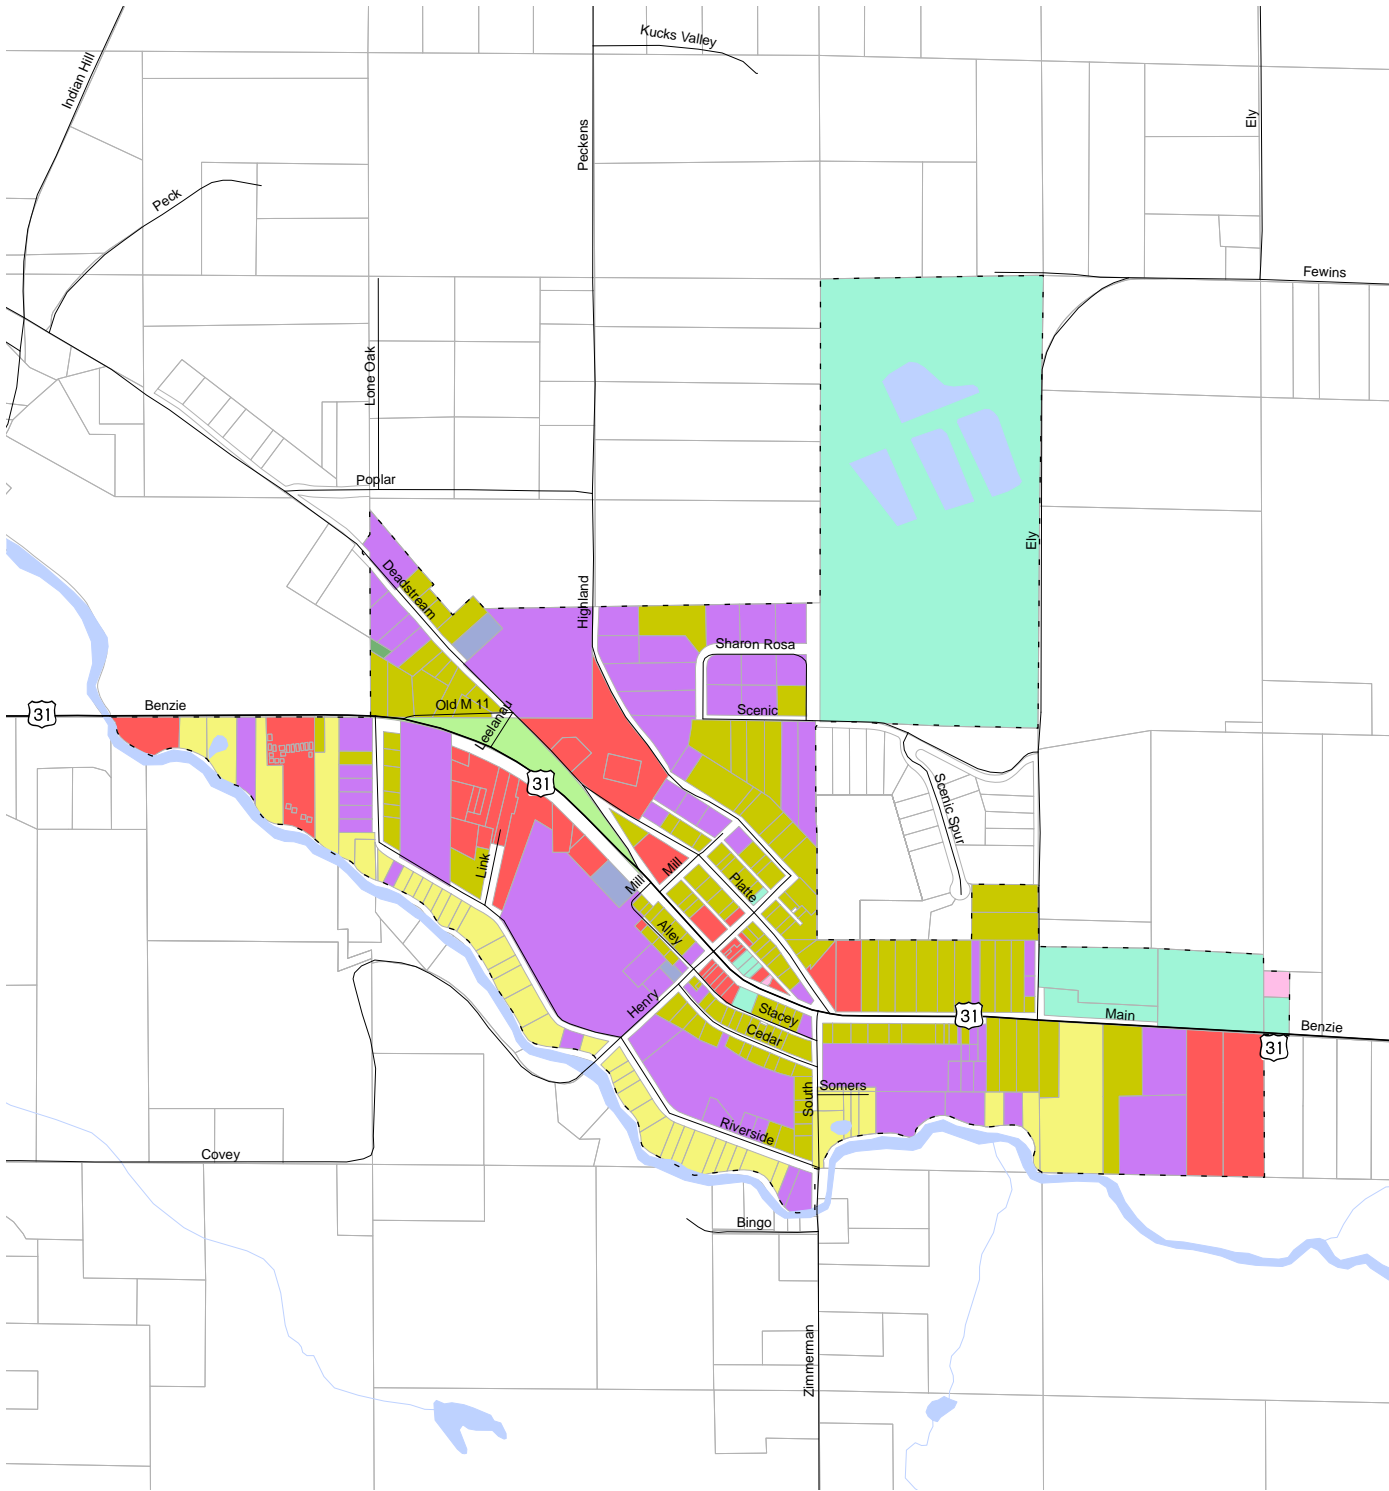 Kucks Valley
Indian Hill
Ely
Peckens
Peck
Fewins
Lone Oak
Poplar
Ely
Deadstream
Highland
Sharon Rosa
Benzie
Old M 11
Scenic
31
Leelanau
31
Scenic Spur
Link
Mill
Mill
Platte
Alley
Henry
Stacey
31
Main
Benzie
Cedar
31
South
Somers
Riverside
Covey
Bingo
Zimmerman